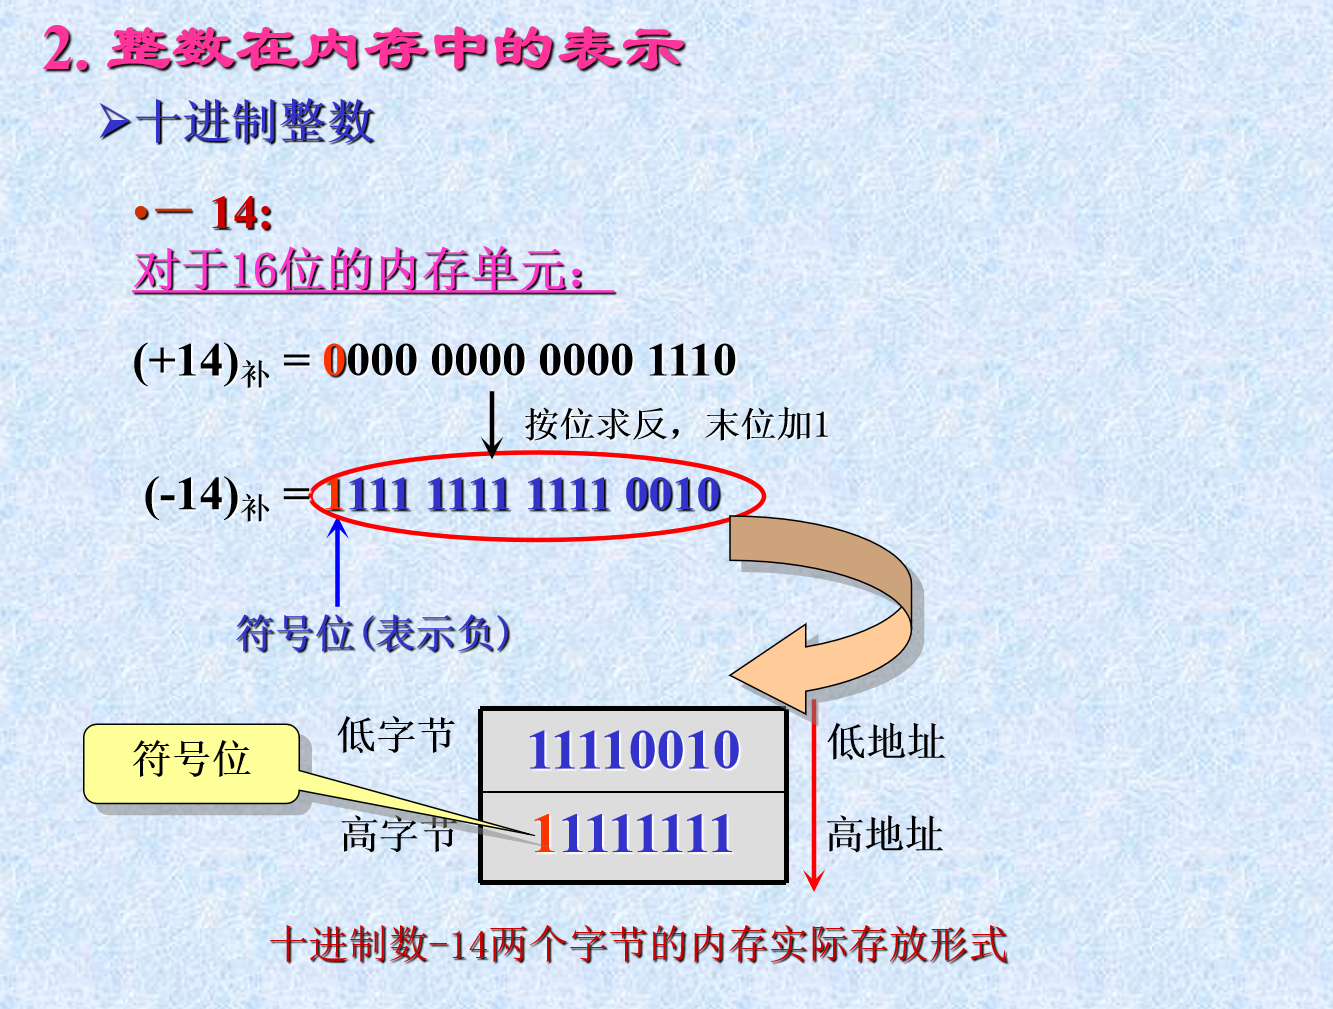 2. 整数在内存中的表示
十进制整数
•－ 14:
对于16位的内存单元：
(+14)补 = 0000 0000 0000 1110
按位求反，末位加1
(-14)补 = 1111 1111 1111 0010
符号位(表示负)
低字节 11110010 低地址
符号位
高字节 11111111 高地址
十进制数-14两个字节的内存实际存放形式